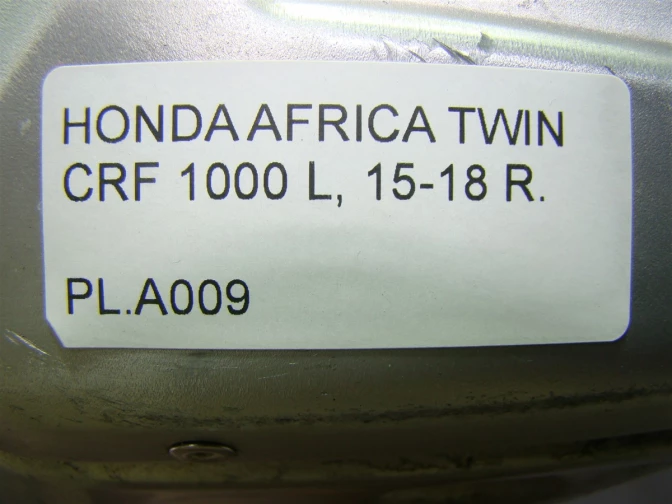 HONDA AFRICA TWIN
CRF 1000 L, 15-18 R.
PL.A009